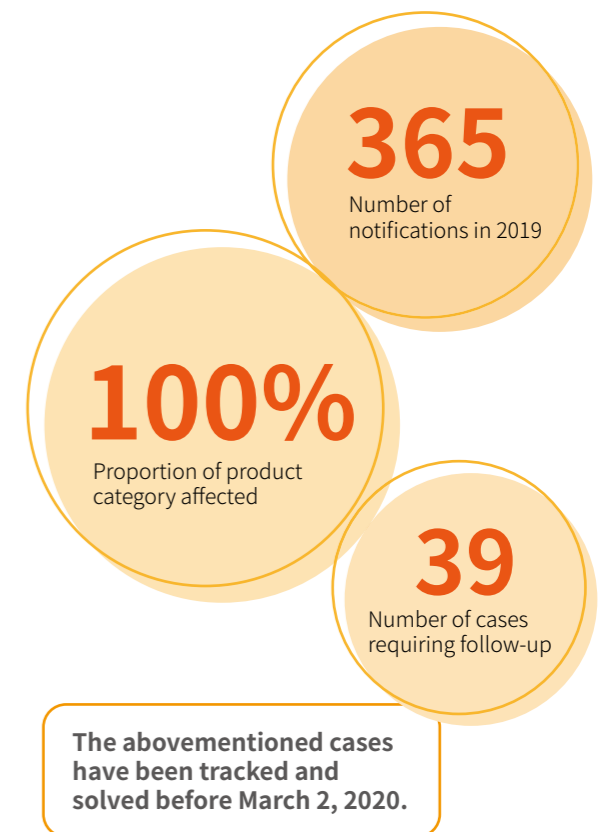 365
Number of
notifications in 2019
100%
Proportion of product
category affected
39
Number of cases
requiring follow-up
The abovementioned cases
have been tracked and
solved before March 2, 2020.